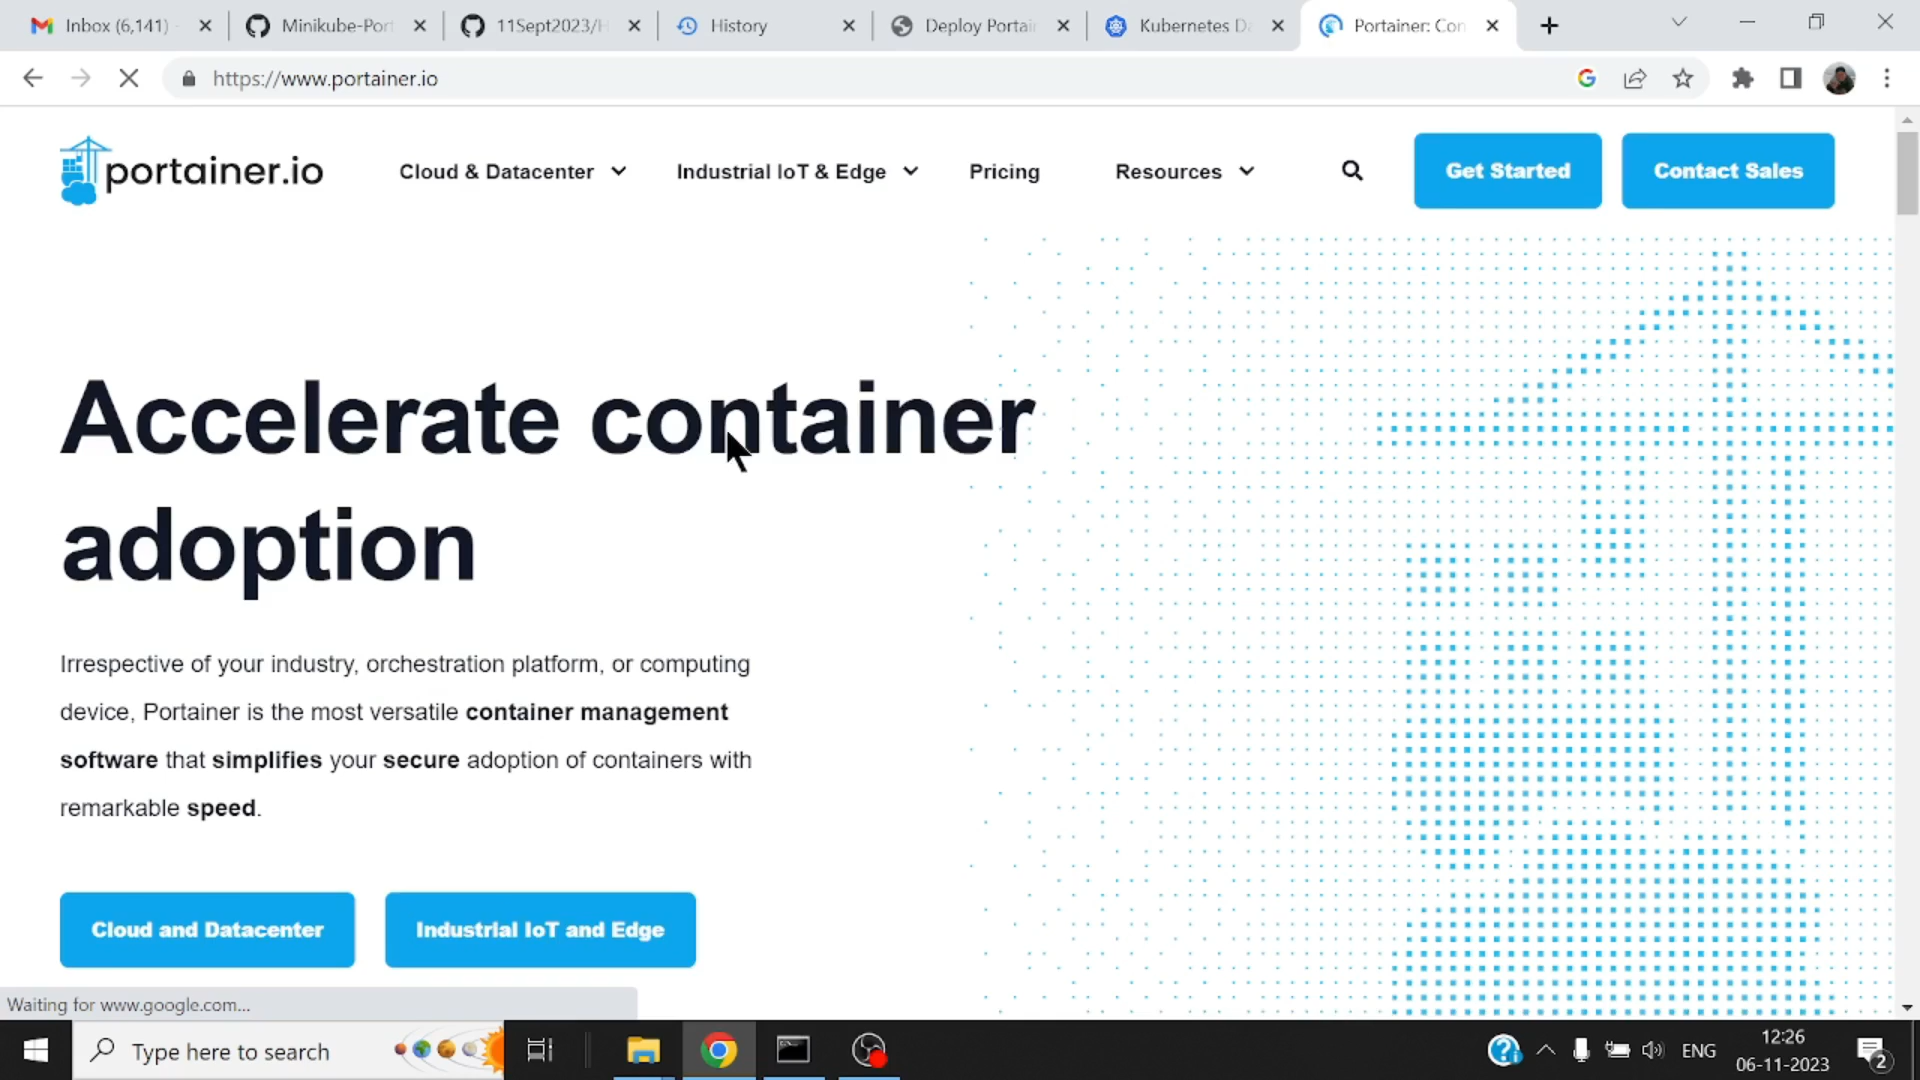 Inbox (6,141)
Minikube-Por
11Sept2023/H
History
Deploy Portai
Kubernetes Da
Portainer: Con
https://www.portainer.io
portainer.io
Cloud & Datacenter
Industrial IoT & Edge
Pricing
Resources
Get Started
Contact Sales
Accelerate container
adoption
Irrespective of your industry, orchestration platform, or computing
device, Portainer is the most versatile container management
software that simplifies your secure adoption of containers with
remarkable speed.
Cloud and Datacenter
Industrial IoT and Edge
Waiting for www.google.com...
Type here to search
ENG
12:26
06-11-2023
2